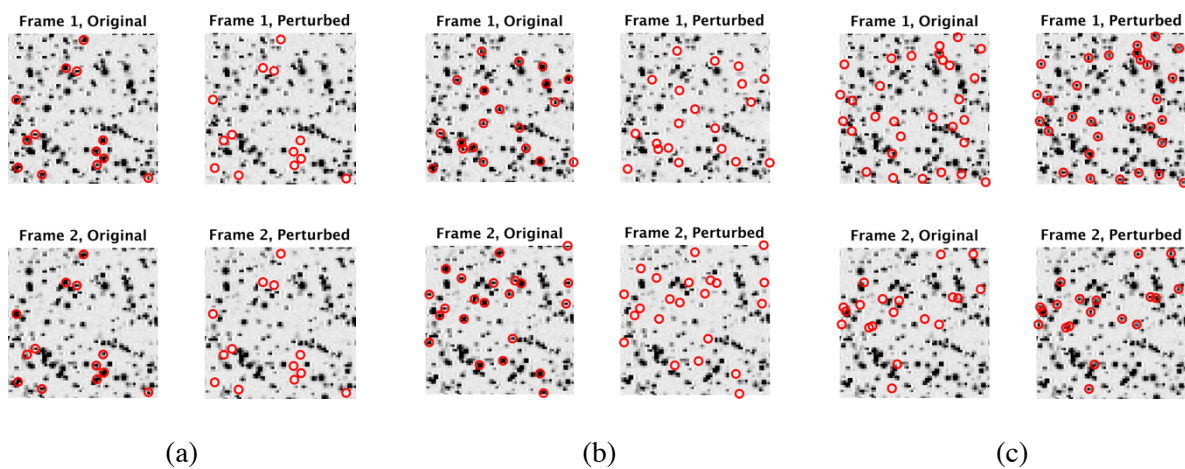 Frame 1, Original Frame 1, Perturbed Frame 1, Original Frame 1, Perturbed Frame 1, Original Frame 1, Perturbed
Frame 2, Original Frame 2, Perturbed Frame 2, Original Frame 2, Perturbed Frame 2, Original Frame 2, Perturbed
(a) (b) (c)